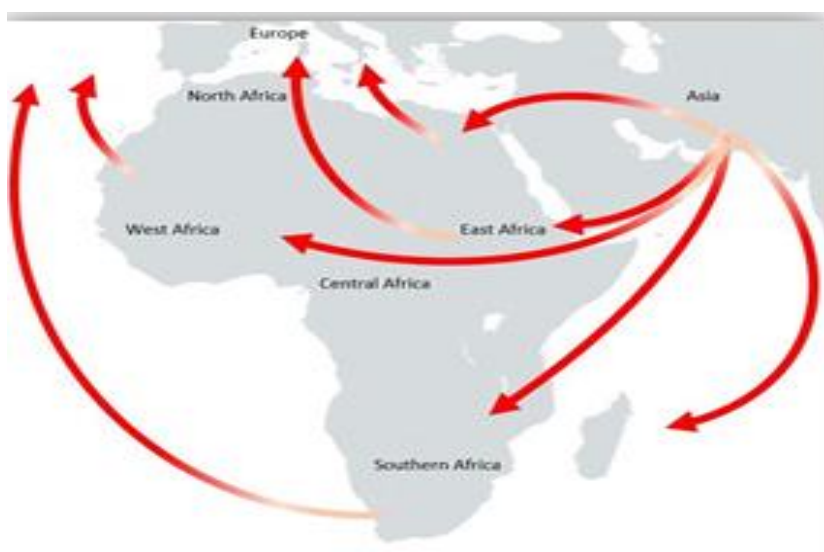 Europe
North Africa
Asia
West Africa
East Africa
Central Africa
Southern Africa